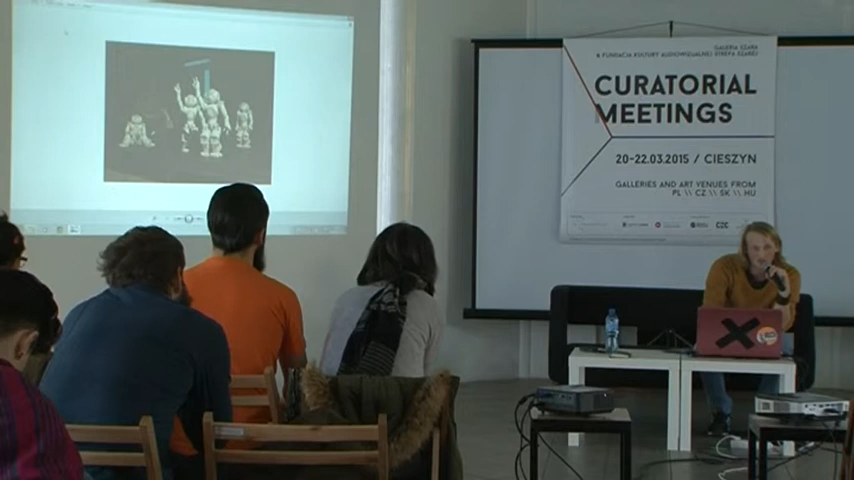 GALERIA SZARA
& FUNDACJA KULTURY AUDIOWIZUALNEJ STREFA SZAREJ
CURATORIAL
MEETINGS
20-22.03.2015 / CIESZYN
GALLERIES AND ART VENUES FROM
PL \\ CZ \\ SK \\ HU
C2C